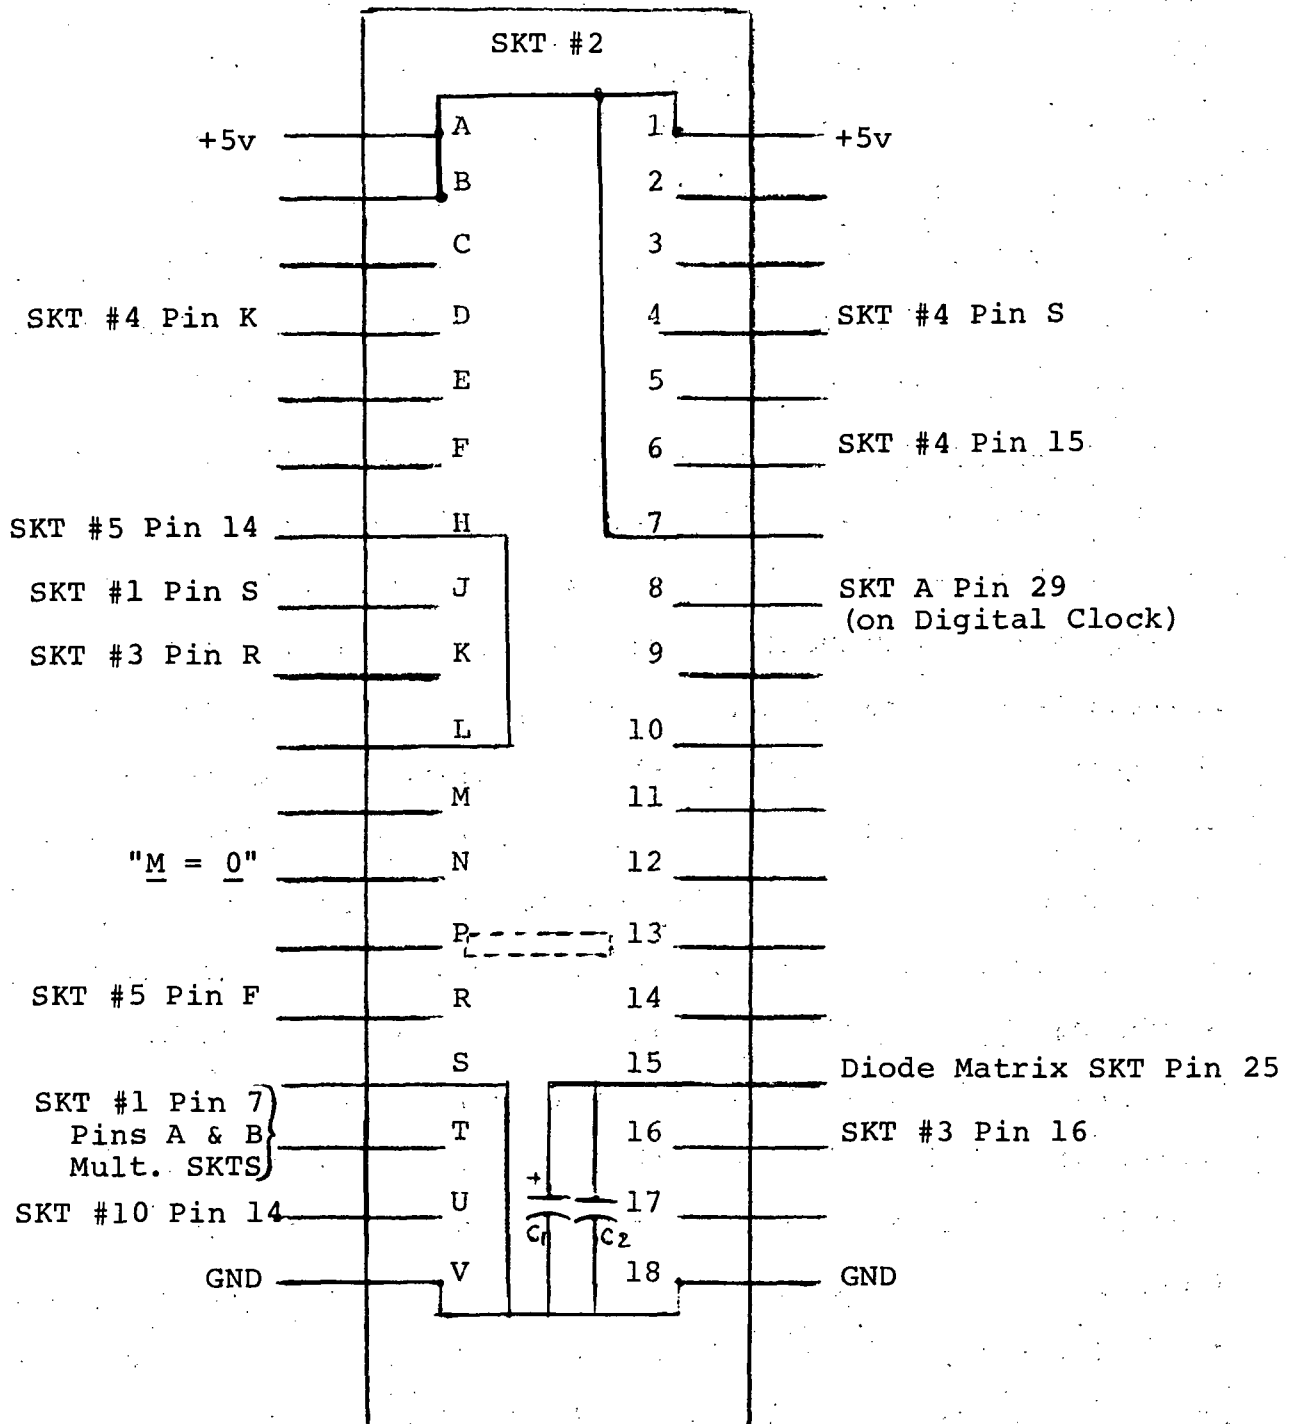 SKT #2
+5v A 1 +5v
B 2
C 3
SKT #4 Pin K D 4 SKT #4 Pin S
E 5
F 6 SKT #4 Pin 15
SKT #5 Pin 14 H 7
SKT #1 Pin S J 8 SKT A Pin 29
(on Digital Clock)
SKT #3 Pin R K 9
L 10
M 11
"M = 0" N 12
P 13
SKT #5 Pin F R 14
S 15 Diode Matrix SKT Pin 25
SKT #1 Pin 7
Pins A & B T 16 SKT #3 Pin 16
Mult. SKTS
+
SKT #10 Pin 14 U 17
C1 C2
GND V 18 GND